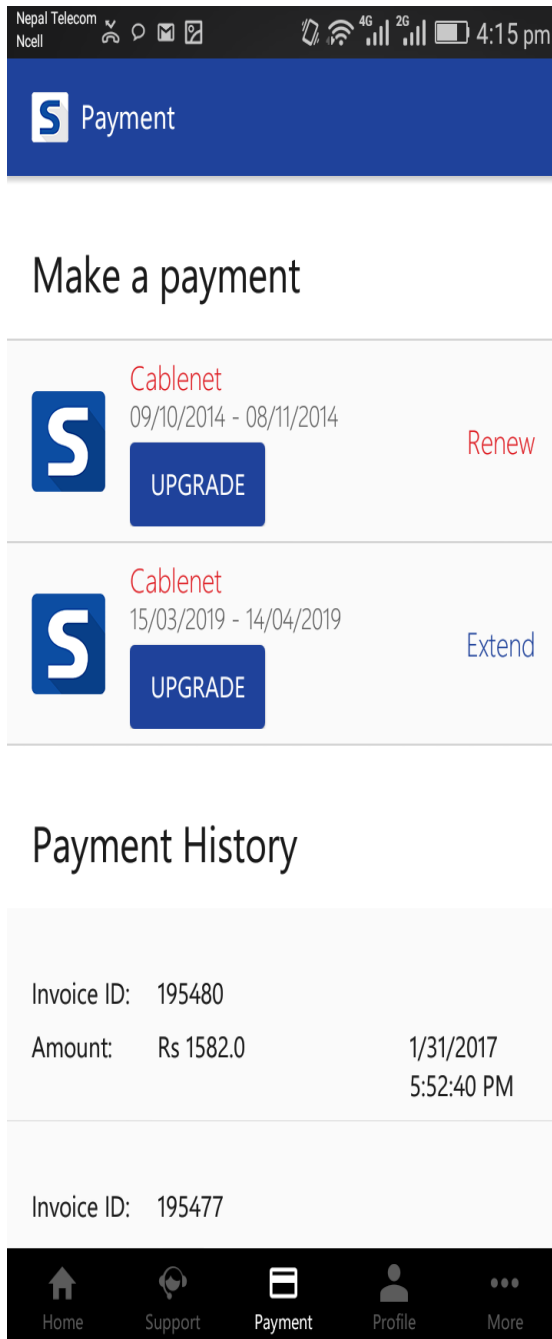 Nepal Telecom
Ncell
4G 2G 4:15 pm
S Payment
Make a payment
Cablenet
09/10/2014 - 08/11/2014
S
Renew
UPGRADE
Cablenet
15/03/2019 - 14/04/2019
S
Extend
UPGRADE
Payment History
Invoice ID: 195480
Amount: Rs 1582.0 1/31/2017
5:52:40 PM
Invoice ID: 195477
Home Support Payment Profile More